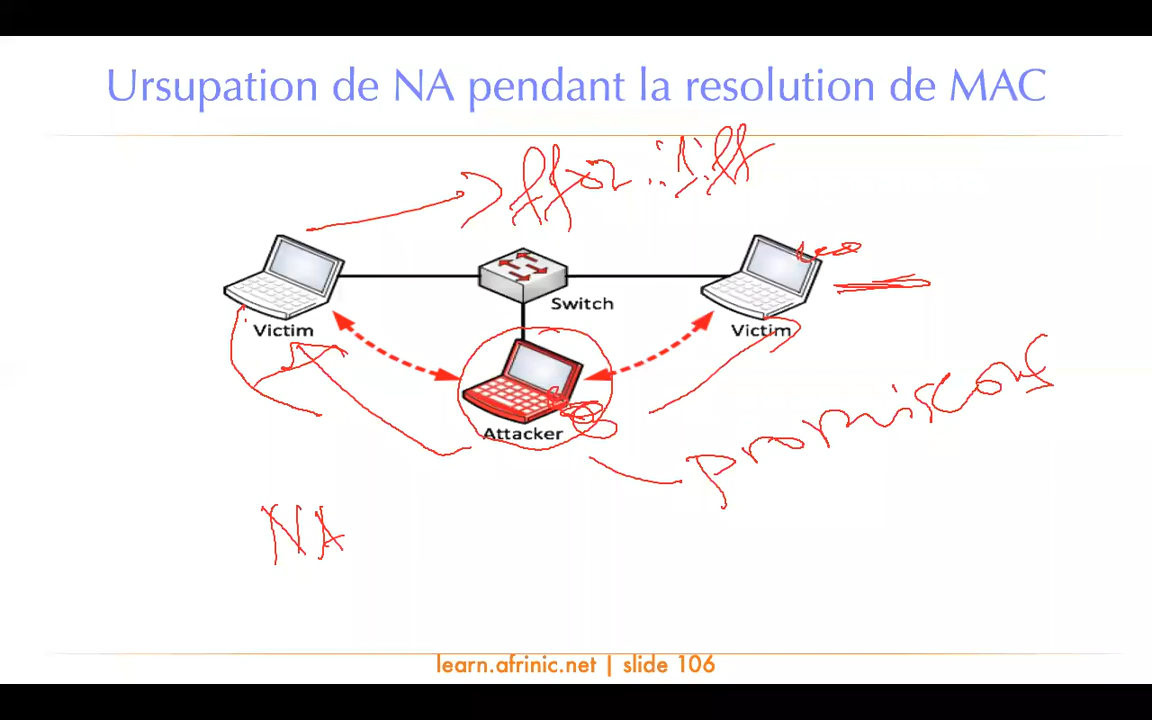 Ursupation de NA pendant la resolution de MAC
ff02::1:ff
Switch
Victim
Victim
Attacker
promiscous
NA
learn.afrinic.net | slide 106